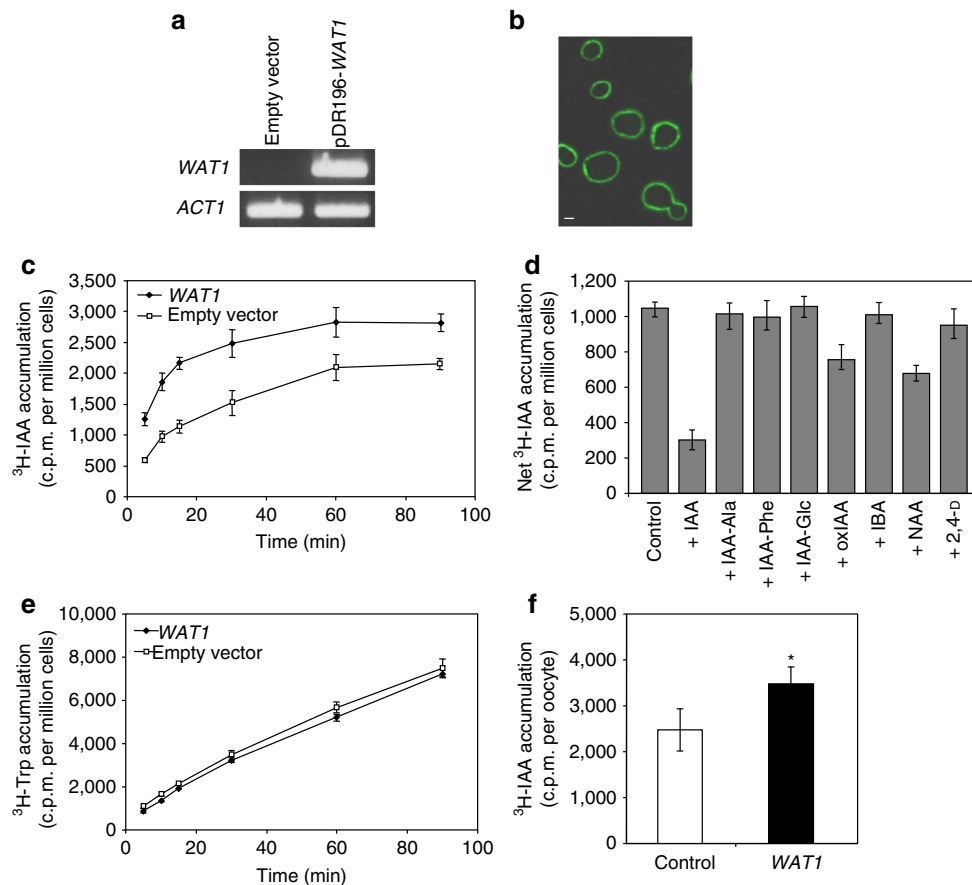 a
Empty vector
pDR196-WAT1
WAT1
ACT1
b
c
3,500
3,000
2,500
2,000
1,500
1,000
500
0
³H-IAA accumulation
(c.p.m. per million cells)
WAT1
Empty vector
0 20 40 60 80 100
Time (min)
d
1,200
1,000
800
600
400
200
0
Net ³H-IAA accumulation
(c.p.m. per million cells)
Control
+ IAA
+ IAA-Ala
+ IAA-Phe
+ IAA-Glc
+ oxIAA
+ IBA
+ NAA
+ 2,4-D
e
10,000
8,000
6,000
4,000
2,000
0
³H-Trp accumulation
(c.p.m. per million cells)
WAT1
Empty vector
0 20 40 60 80 100
Time (min)
f
5,000
4,000
3,000
2,000
1,000
0
³H-IAA accumulation
(c.p.m. per oocyte)
*
Control WAT1